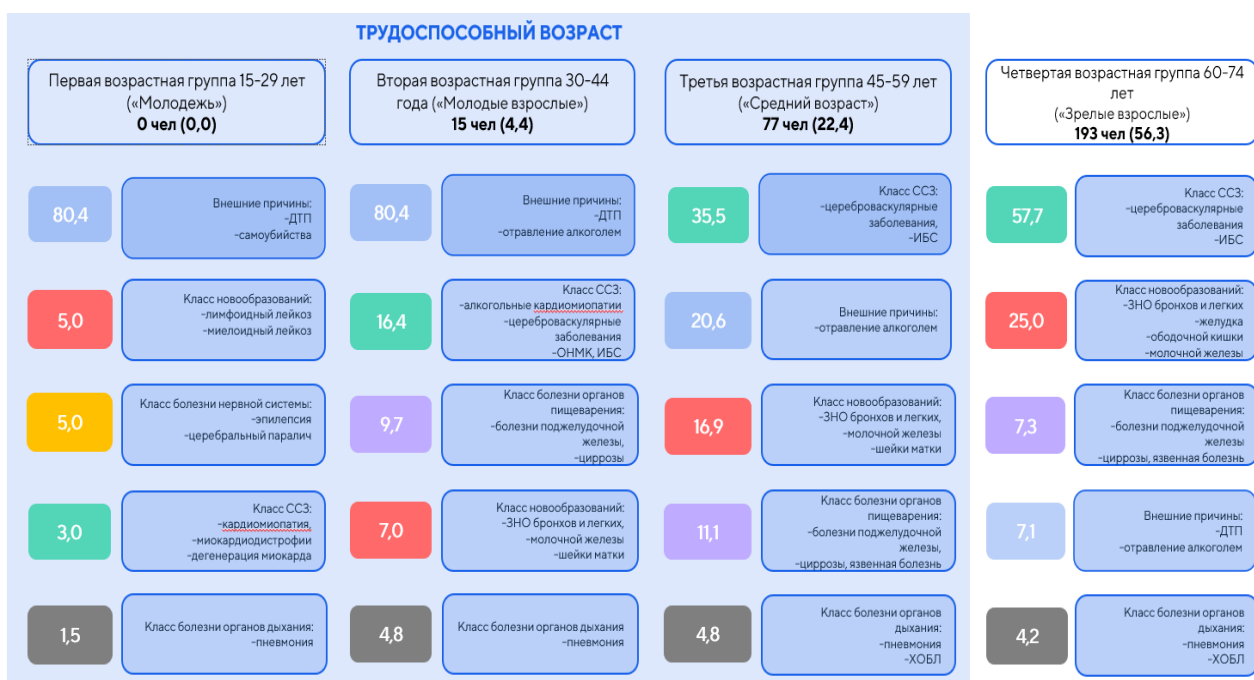 ТРУДОСПОСОБНЫЙ ВОЗРАСТ
Первая возрастная группа 15-29 лет
(«Молодежь»)
0 чел (0,0)
80,4
Внешние причины:
-ДТП
-самоубийства
5,0
Класс новообразований:
-лимфоидный лейкоз
-миелоидный лейкоз
5,0
Класс болезни нервной системы:
-эпилепсия
-церебральный паралич
3,0
Класс ССЗ:
-кардиомиопатия,
-миокардиодистрофии
-дегенерация миокарда
1,5
Класс болезни органов дыхания:
-пневмония
Вторая возрастная группа 30-44
года («Молодые взрослые»)
15 чел (4,4)
80,4
Внешние причины:
-ДТП
-отравление алкоголем
16,4
Класс ССЗ:
-алкогольные кардиомиопатии
-цереброваскулярные
заболевания
-ОНМК, ИБС
9,7
Класс болезни органов
пищеварения:
-болезни поджелудочной
железы,
-циррозы
7,0
Класс новообразований:
-ЗНО бронхов и легких,
-молочной железы
-шейки матки
4,8
Класс болезни органов дыхания
-пневмония
Третья возрастная группа 45-59 лет
(«Средний возраст»)
77 чел (22,4)
35,5
Класс ССЗ:
-цереброваскулярные
заболевания,
-ИБС
20,6
Внешние причины:
-отравление алкоголем
16,9
Класс новообразований:
-ЗНО бронхов и легких,
-молочной железы
-шейки матки
11,1
Класс болезни органов
пищеварения:
-болезни поджелудочной
железы,
-циррозы, язвенная болезнь
4,8
Класс болезни органов
дыхания:
-пневмония
-ХОБЛ
Четвертая возрастная группа 60-74
лет
(«Зрелые взрослые»)
193 чел (56,3)
57,7
Класс ССЗ:
-цереброваскулярные
заболевания
-ИБС
25,0
Класс новообразований:
-ЗНО бронхов и легких
-желудка
-ободочной кишки
-молочной железы
7,3
Класс болезни органов
пищеварения:
-болезни поджелудочной
железы
-циррозы, язвенная болезнь
7,1
Внешние причины:
-ДТП
-отравление алкоголем
4,2
Класс болезни органов
дыхания:
-пневмония
-ХОБЛ